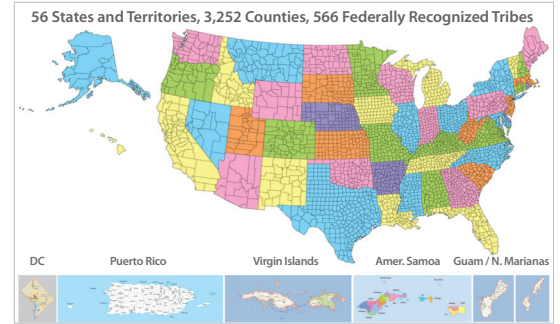 56 States and Territories, 3,252 Counties, 566 Federally Recognized Tribes
DC
Puerto Rico
Virgin Islands
Amer. Samoa
Guam / N. Marianas